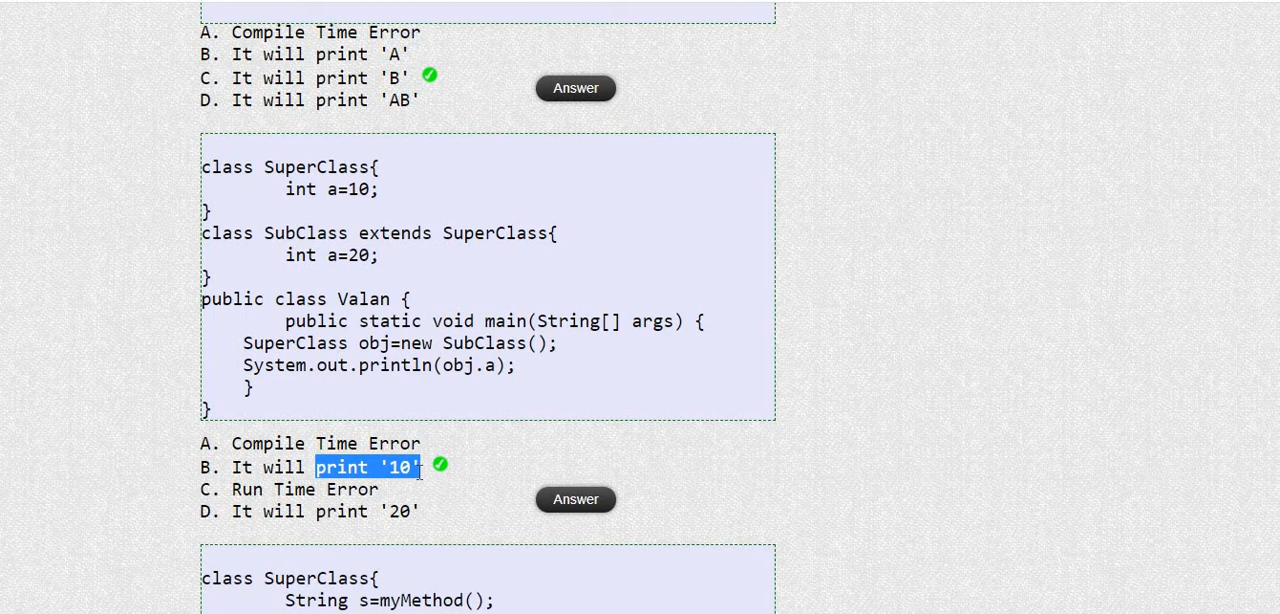 A. Compile Time Error
B. It will print 'A'
C. It will print 'B'
D. It will print 'AB'
Answer
class SuperClass{
        int a=10;
}
class SubClass extends SuperClass{
        int a=20;
}
public class Valan {
        public static void main(String[] args) {
    SuperClass obj=new SubClass();
    System.out.println(obj.a);
    }
}
A. Compile Time Error
B. It will print '10'
C. Run Time Error
D. It will print '20'
Answer
class SuperClass{
        String s=myMethod();